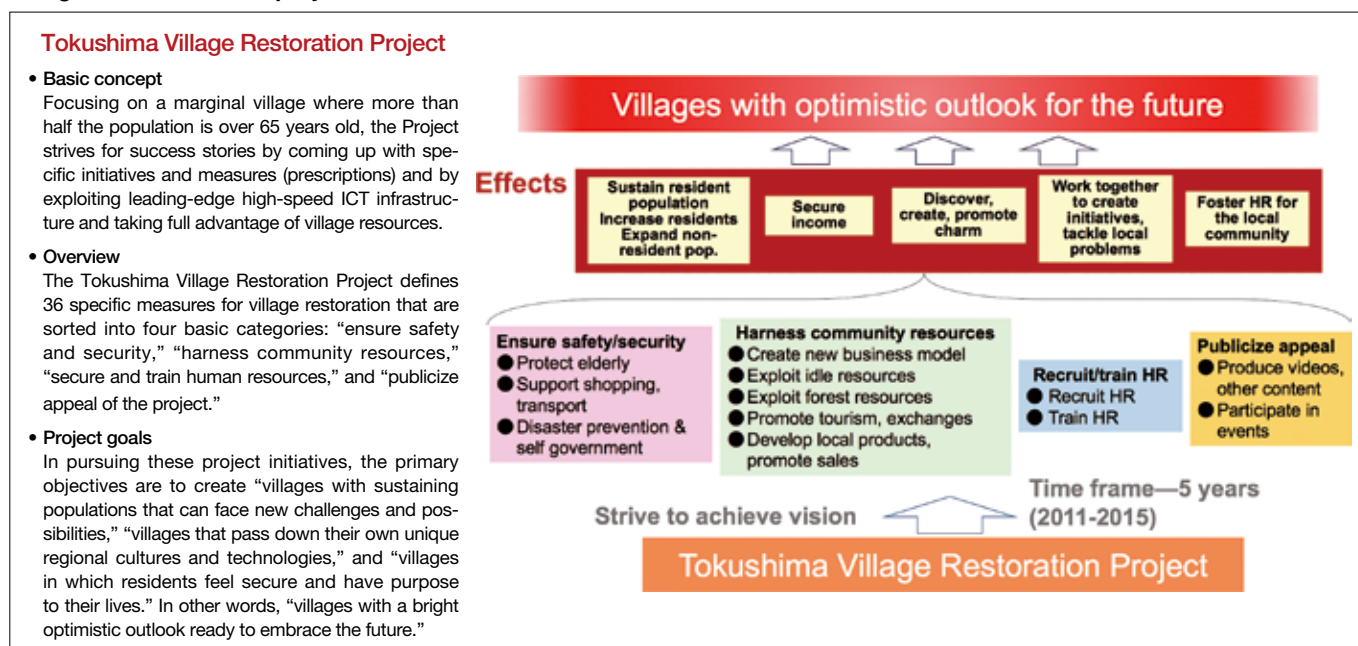 Tokushima Village Restoration Project
• Basic concept
Focusing on a marginal village where more than
half the population is over 65 years old, the Project
strives for success stories by coming up with spe-
cific initiatives and measures (prescriptions) and by
exploiting leading-edge high-speed ICT infrastruc-
ture and taking full advantage of village resources.
• Overview
The Tokushima Village Restoration Project defines
36 specific measures for village restoration that are
sorted into four basic categories: “ensure safety
and security,” “harness community resources,”
“secure and train human resources,” and “publicize
appeal of the project.”
• Project goals
In pursuing these project initiatives, the primary
objectives are to create “villages with sustaining
populations that can face new challenges and pos-
sibilities,” “villages that pass down their own unique
regional cultures and technologies,” and “villages
in which residents feel secure and have purpose
to their lives.” In other words, “villages with a bright
optimistic outlook ready to embrace the future.”
Villages with optimistic outlook for the future
Effects
Sustain resident
population
Increase residents
Expand non-
resident pop.
Secure
income
Discover,
create, promote
charm
Work together
to create
initiatives,
tackle local
problems
Foster HR for
the local
community
Ensure safety/security
● Protect elderly
● Support shopping,
transport
● Disaster prevention &
self government
Harness community resources
● Create new business model
● Exploit idle resources
● Exploit forest resources
● Promote tourism, exchanges
● Develop local products,
promote sales
Recruit/train HR
● Recruit HR
● Train HR
Publicize appeal
● Produce videos,
other content
● Participate in
events
Strive to achieve vision
Time frame—5 years
(2011-2015)
Tokushima Village Restoration Project